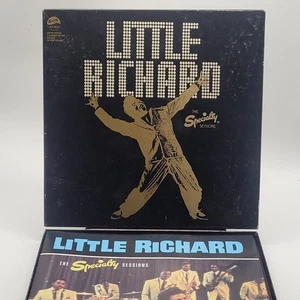 LITTLE
RICHARD
THE
Specialty
SESSIONS
LITTLE RICHARD
THE Specialty SESSIONS